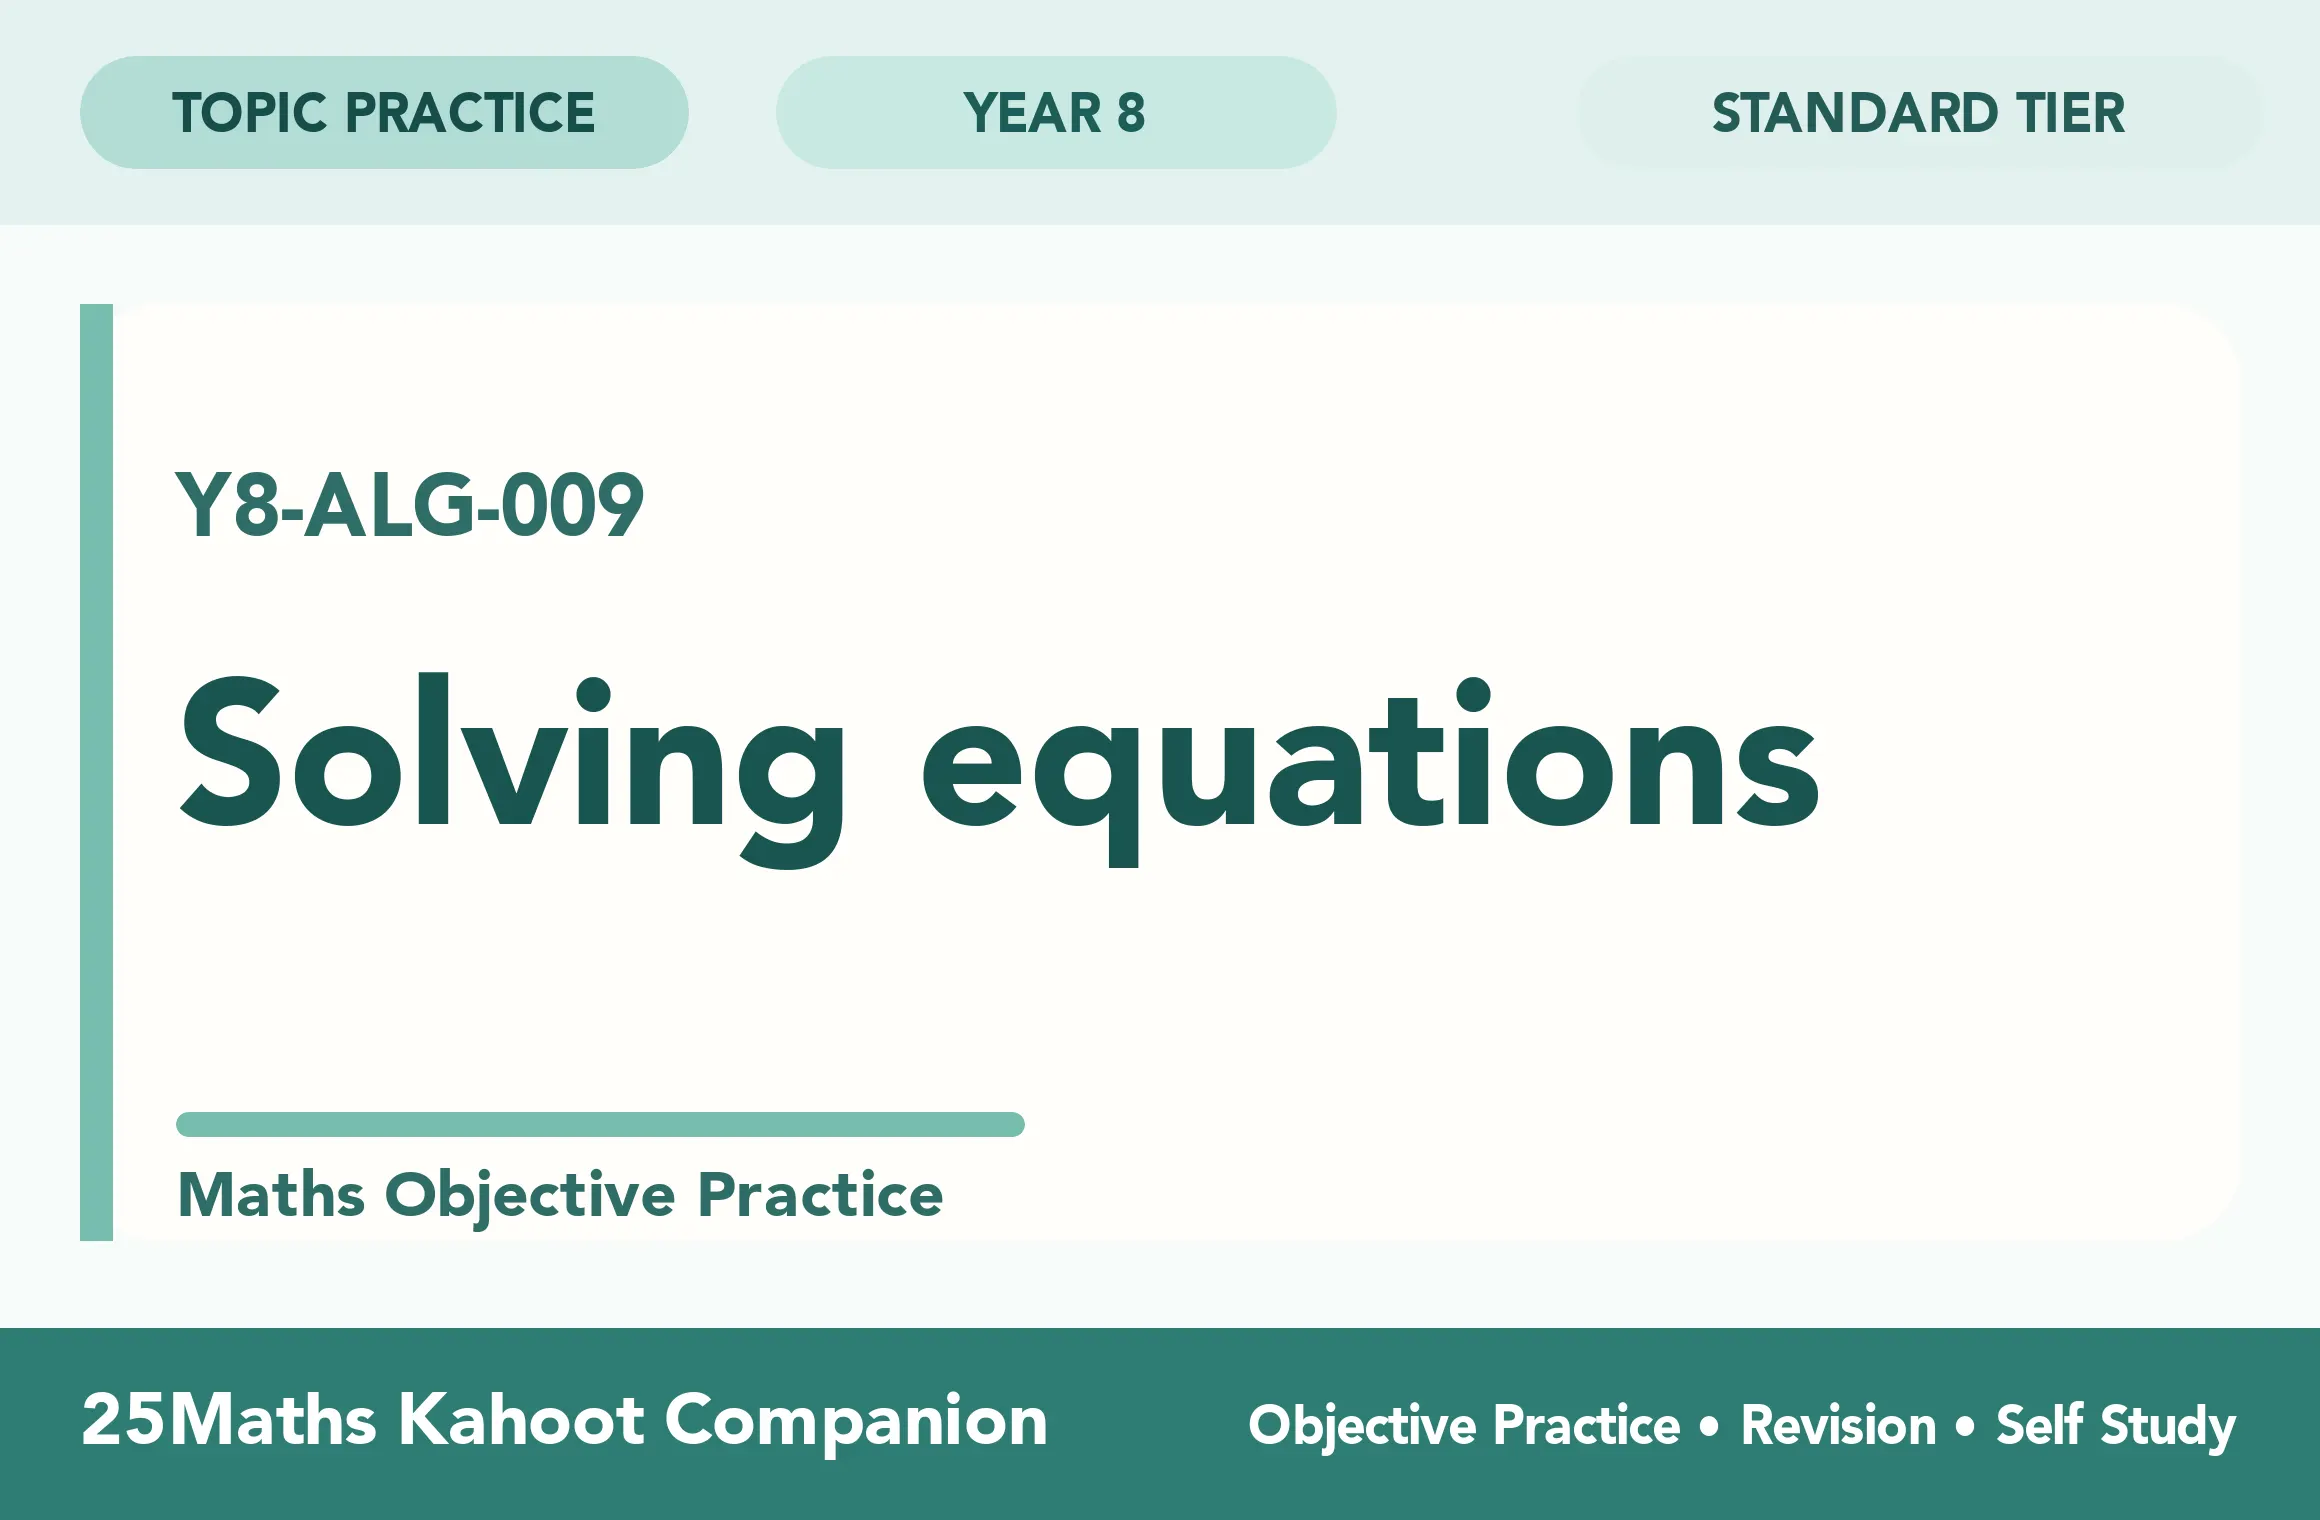 TOPIC PRACTICE
YEAR 8
STANDARD TIER
Y8-ALG-009
Solving equations
Maths Objective Practice
25Maths Kahoot Companion
Objective Practice • Revision • Self Study